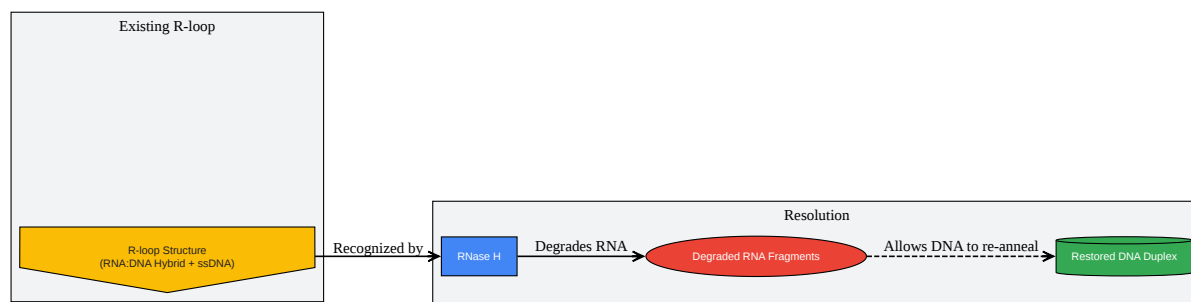 Existing R-loop
R-loop Structure
(RNA:DNA Hybrid + ssDNA)
Recognized by
Resolution
RNase H
Degrades RNA
Degraded RNA Fragments
Allows DNA to re-anneal
Restored DNA Duplex